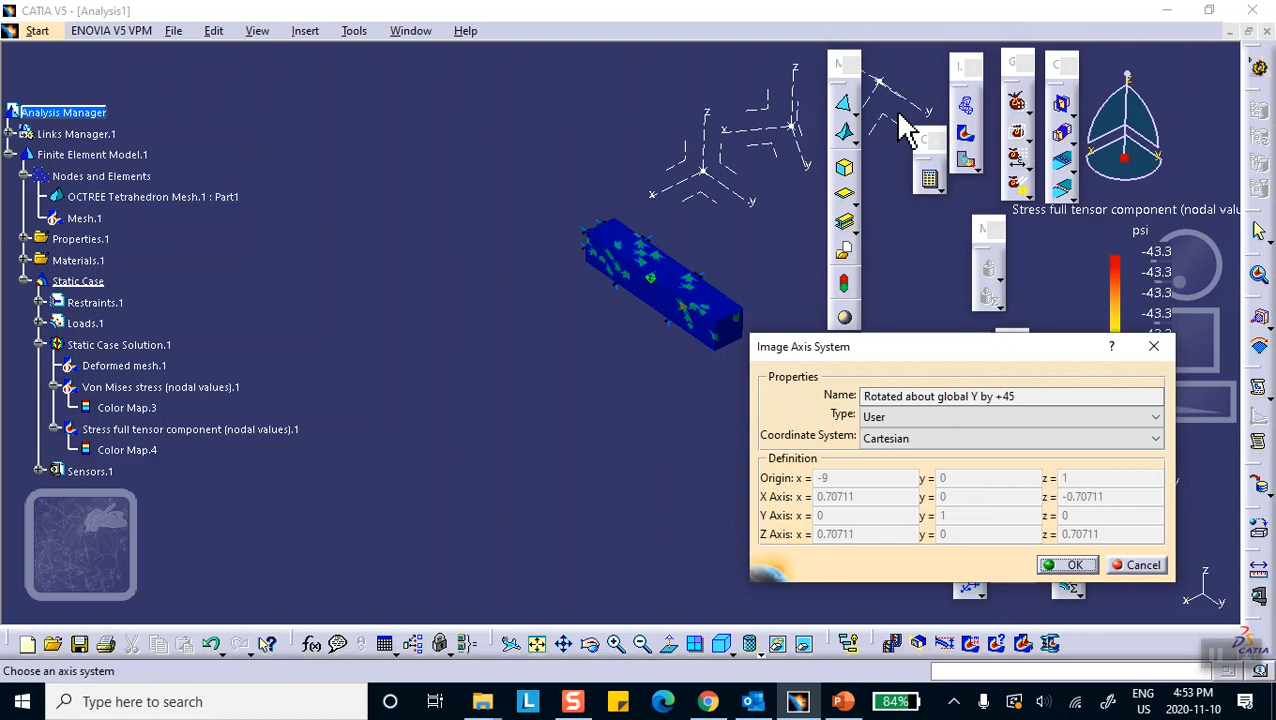 CATIA V5 - [Analysis1]
Start ENOVIA V5 VPM File Edit View Insert Tools Window Help
Analysis Manager
Links Manager.1
Finite Element Model.1
Nodes and Elements
OCTREE Tetrahedron Mesh.1 : Part1
Mesh.1
Properties.1
Materials.1
Static Case
Restraints.1
Loads.1
Static Case Solution.1
Deformed mesh.1
Von Mises stress (nodal values).1
Color Map.3
Stress full tensor component (nodal values).1
Color Map.4
Sensors.1
z
y
z
x
y
z
x
y
M
I..
G
C
C
M
Stress full tensor component (nodal valu
psi
-43.3
-43.3
-43.3
-43.3
-43.3
Image Axis System ?
Properties
Name: Rotated about global Y by +45
Type: User
Coordinate System: Cartesian
Definition
Origin: x = -9 y = 0 z = 1
X Axis: x = 0.70711 y = 0 z = -0.70711
Y Axis: x = 0 y = 1 z = 0
Z Axis: x = 0.70711 y = 0 z = 0.70711
OK Cancel
z
x
y
f(x)
CATIA
Choose an axis system
Type here to search
84%
ENG
US
4:53 PM
2020-11-10